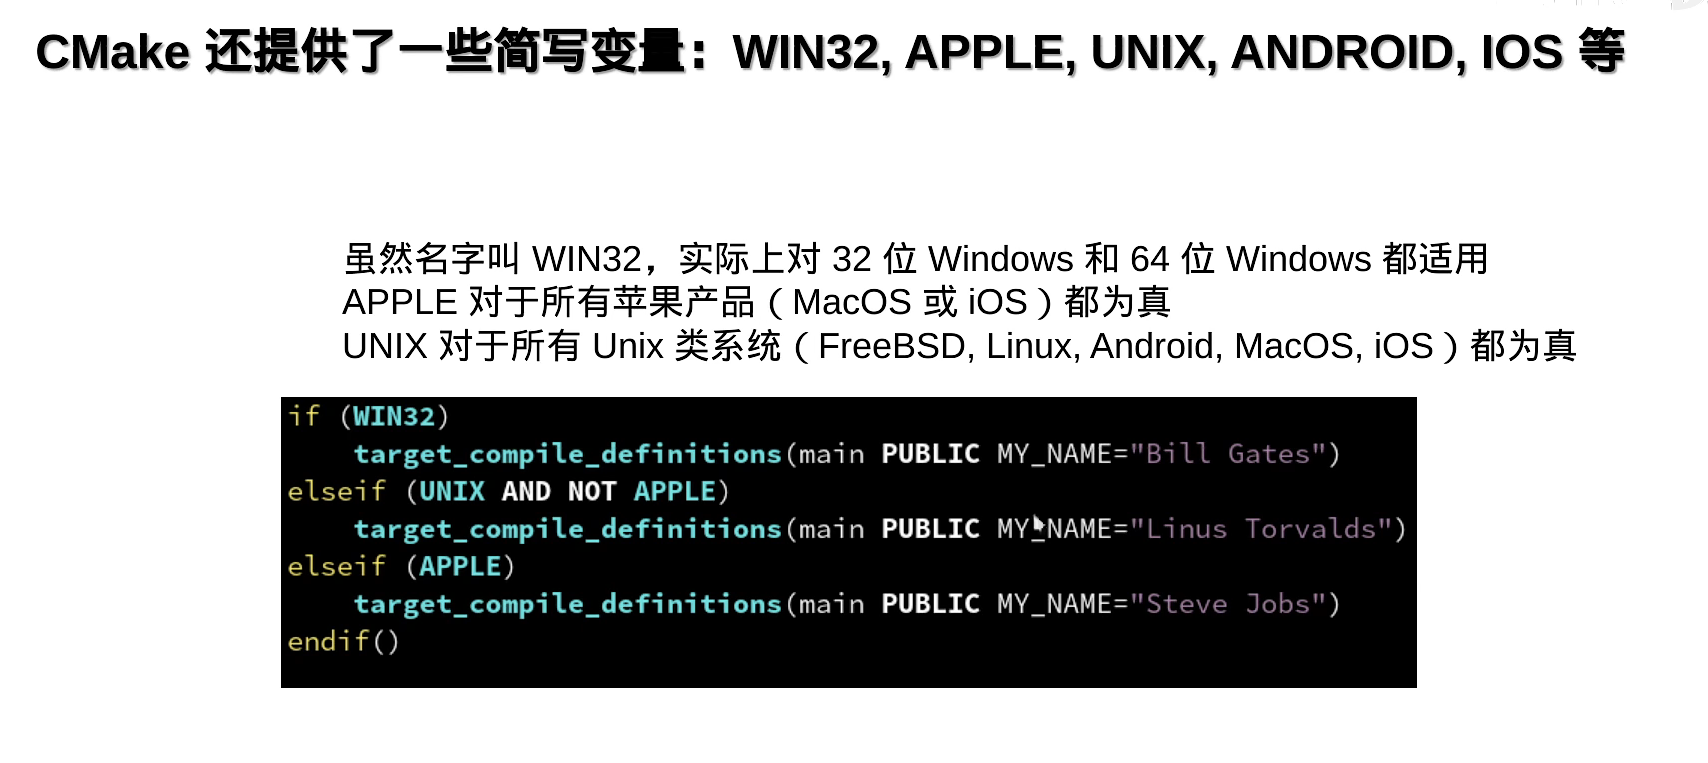 CMake 还提供了一些简写变量：WIN32, APPLE, UNIX, ANDROID, IOS 等
虽然名字叫 WIN32，实际上对 32 位 Windows 和 64 位 Windows 都适用
APPLE 对于所有苹果产品（MacOS 或 iOS）都为真
UNIX 对于所有 Unix 类系统（FreeBSD, Linux, Android, MacOS, iOS）都为真
if (WIN32)
    target_compile_definitions(main PUBLIC MY_NAME="Bill Gates")
elseif (UNIX AND NOT APPLE)
    target_compile_definitions(main PUBLIC MY_NAME="Linus Torvalds")
elseif (APPLE)
    target_compile_definitions(main PUBLIC MY_NAME="Steve Jobs")
endif()